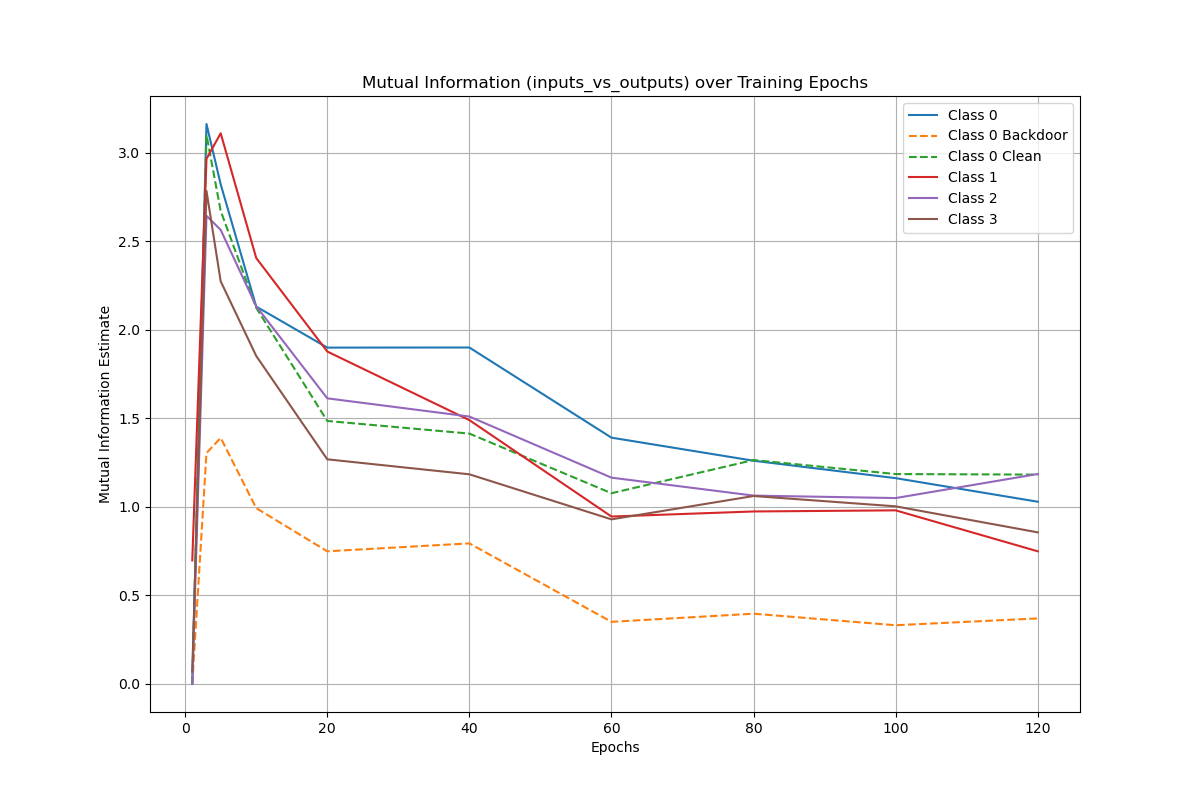 Mutual Information (inputs_vs_outputs) over Training Epochs
Class 0
Class 0 Backdoor
Class 0 Clean
Class 1
Class 2
Class 3
Mutual Information Estimate
3.0
2.5
2.0
1.5
1.0
0.5
0.0
0
20
40
60
80
100
120
Epochs